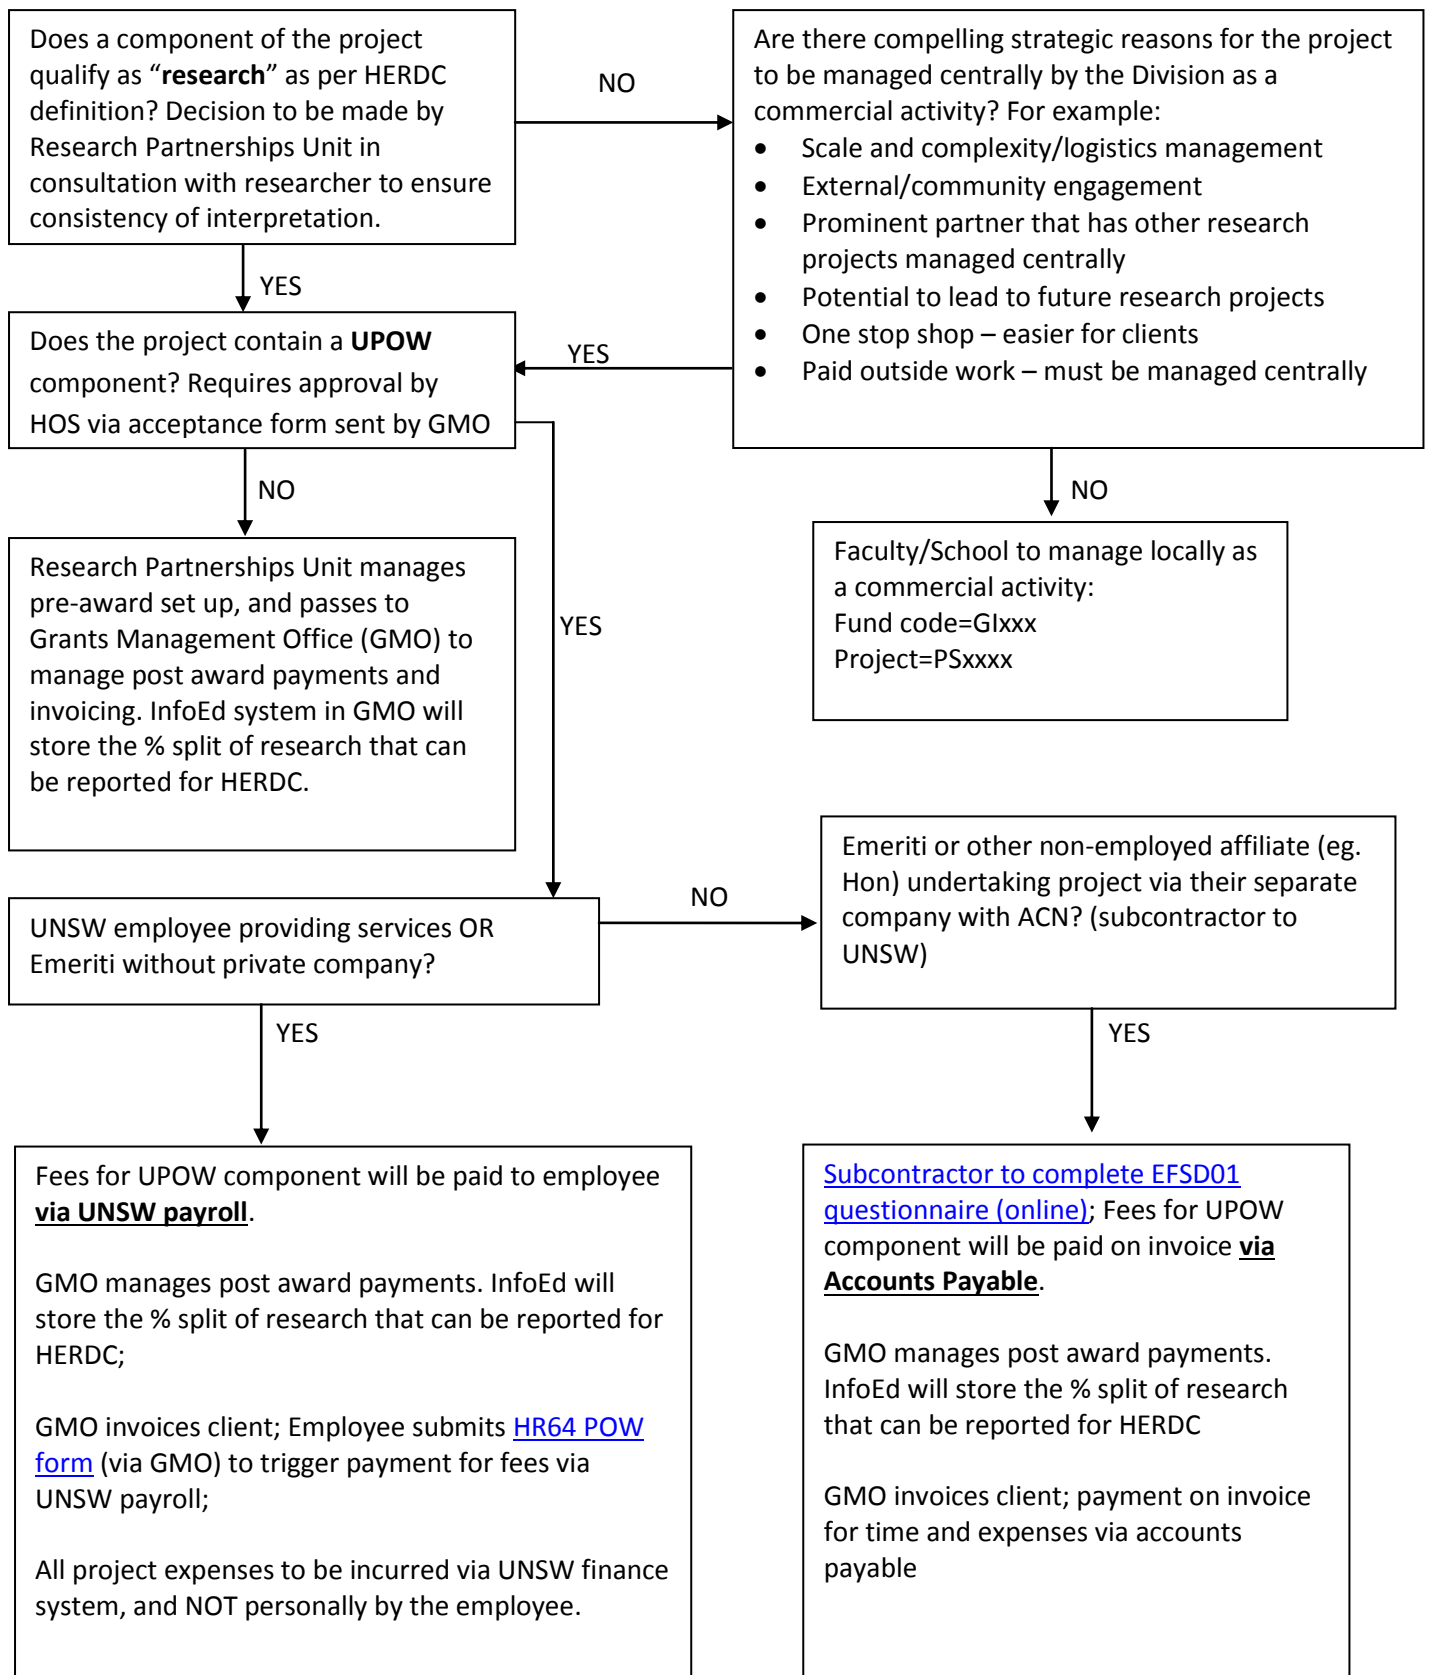 Does a component of the project
qualify as “research” as per HERDC
definition? Decision to be made by
Research Partnerships Unit in
consultation with researcher to ensure
consistency of interpretation.
NO
Are there compelling strategic reasons for the project
to be managed centrally by the Division as a
commercial activity? For example:
• Scale and complexity/logistics management
• External/community engagement
• Prominent partner that has other research
projects managed centrally
• Potential to lead to future research projects
• One stop shop – easier for clients
• Paid outside work – must be managed centrally
YES
YES
Does the project contain a UPOW
component? Requires approval by
HOS via acceptance form sent by GMO
NO
NO
Faculty/School to manage locally as
a commercial activity:
Fund code=GIxxx
Project=PSxxxx
Research Partnerships Unit manages
pre-award set up, and passes to
Grants Management Office (GMO) to
manage post award payments and
invoicing. InfoEd system in GMO will
store the % split of research that can
be reported for HERDC.
YES
UNSW employee providing services OR
Emeriti without private company?
NO
Emeriti or other non-employed affiliate (eg.
Hon) undertaking project via their separate
company with ACN? (subcontractor to
UNSW)
YES
YES
Fees for UPOW component will be paid to employee
via UNSW payroll.
GMO manages post award payments. InfoEd will
store the % split of research that can be reported for
HERDC;
GMO invoices client; Employee submits HR64 POW
form (via GMO) to trigger payment for fees via
UNSW payroll;
All project expenses to be incurred via UNSW finance
system, and NOT personally by the employee.
Subcontractor to complete EFSD01
questionnaire (online); Fees for UPOW
component will be paid on invoice via
Accounts Payable.
GMO manages post award payments.
InfoEd will store the % split of research
that can be reported for HERDC
GMO invoices client; payment on invoice
for time and expenses via accounts
payable